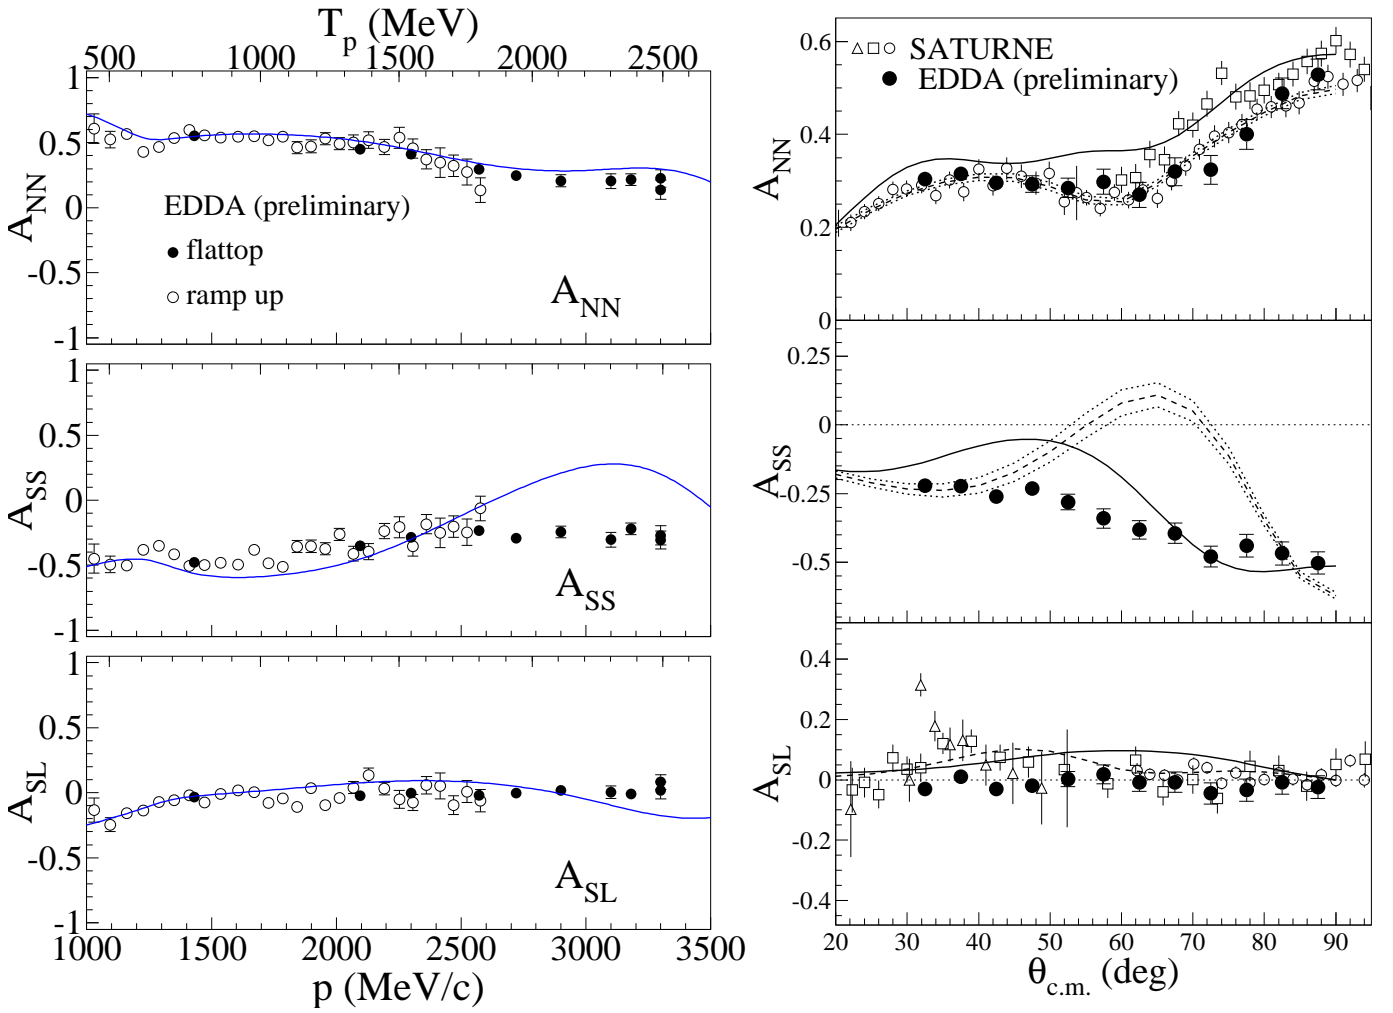 T_p (MeV)
500 1000 1500 2000 2500
A_NN
1
0.5
0
-0.5
-1
EDDA (preliminary)
flattop
ramp up
A_NN
A_SS
1
0.5
0
-0.5
-1
A_SS
A_SL
1
0.5
0
-0.5
-1
A_SL
1000 1500 2000 2500 3000 3500
p (MeV/c)
A_NN
0.6
0.4
0.2
0
SATURNE
EDDA (preliminary)
A_SS
0.25
0
-0.25
-0.5
A_SL
0.4
0.2
0
-0.2
-0.4
20 30 40 50 60 70 80 90
θ_c.m. (deg)